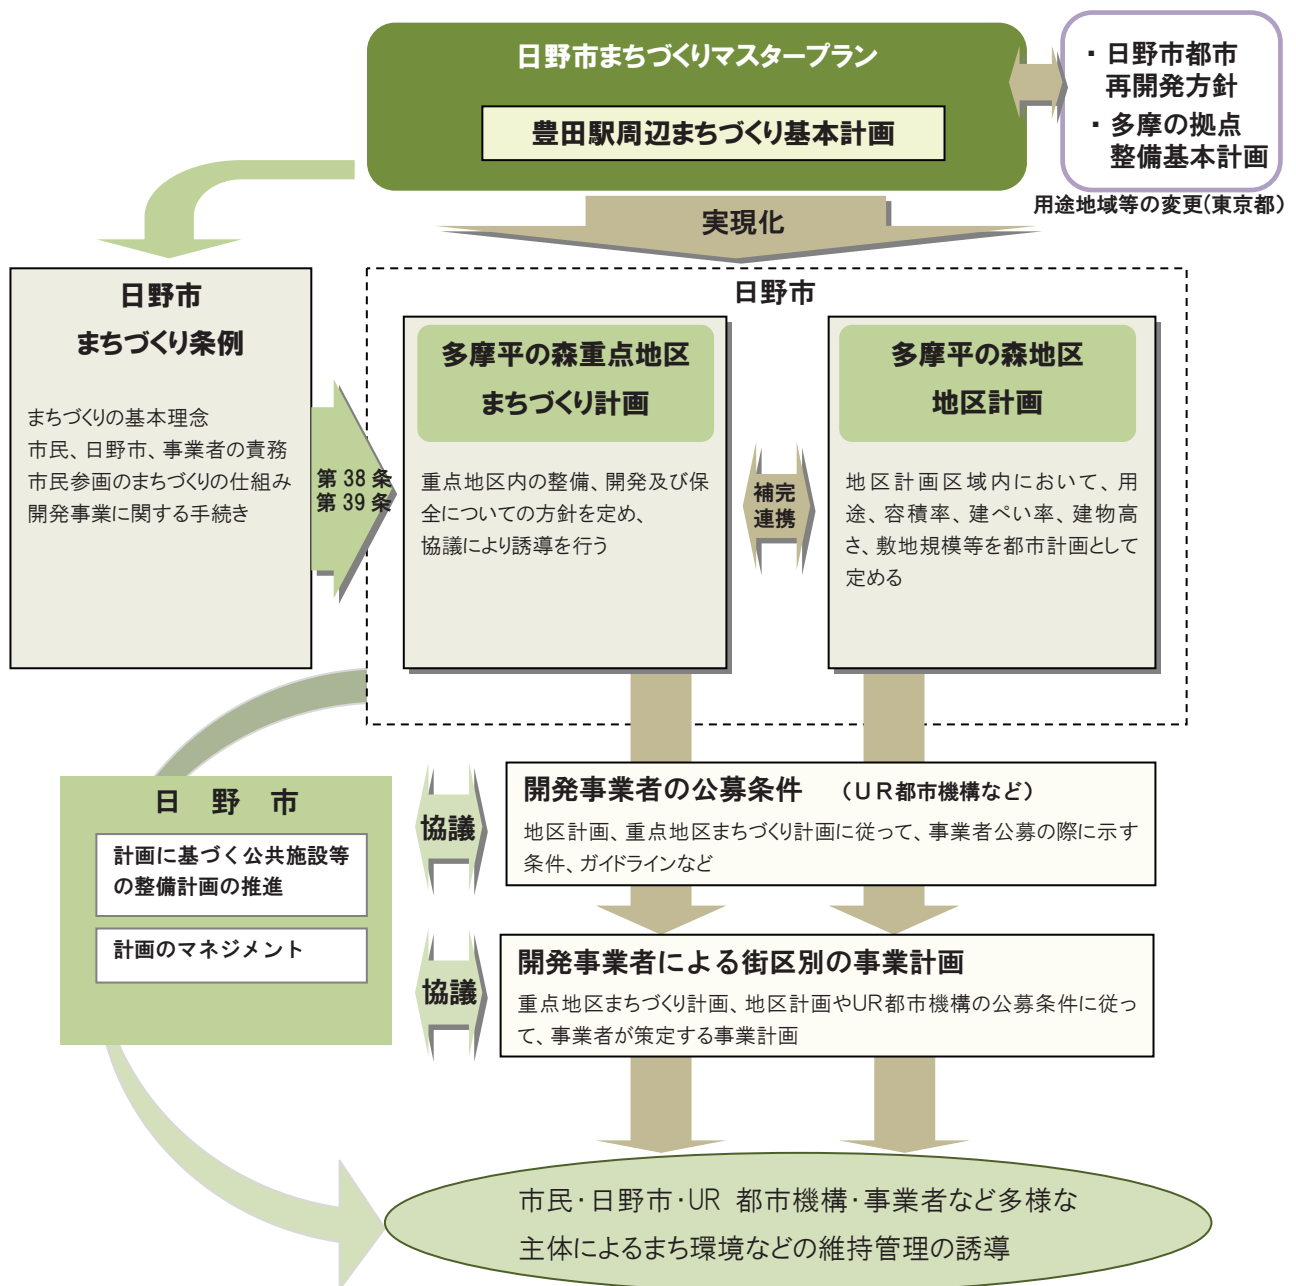 日野市まちづくりマスタープラン
豊田駅周辺まちづくり基本計画
・日野市都市
再開発方針
・多摩の拠点
整備基本計画
用途地域等の変更(東京都)
実現化
日野市
まちづくり条例
まちづくりの基本理念
市民、日野市、事業者の責務
市民参画のまちづくりの仕組み
開発事業に関する手続き
第 38 条
第 39 条
日野市
多摩平の森重点地区
まちづくり計画
重点地区内の整備、開発及び保
全についての方針を定め、
協議により誘導を行う
補完
連携
多摩平の森地区
地区計画
地区計画区域内において、用
途、容積率、建ぺい率、建物高
さ、敷地規模等を都市計画として
定める
日 野 市
計画に基づく公共施設等
の整備計画の推進
計画のマネジメント
協議
開発事業者の公募条件 （ＵＲ都市機構など）
地区計画、重点地区まちづくり計画に従って、事業者公募の際に示す
条件、ガイドラインなど
協議
開発事業者による街区別の事業計画
重点地区まちづくり計画、地区計画やUR都市機構の公募条件に従っ
て、事業者が策定する事業計画
市民･日野市･UR 都市機構･事業者など多様な
主体によるまち環境などの維持管理の誘導